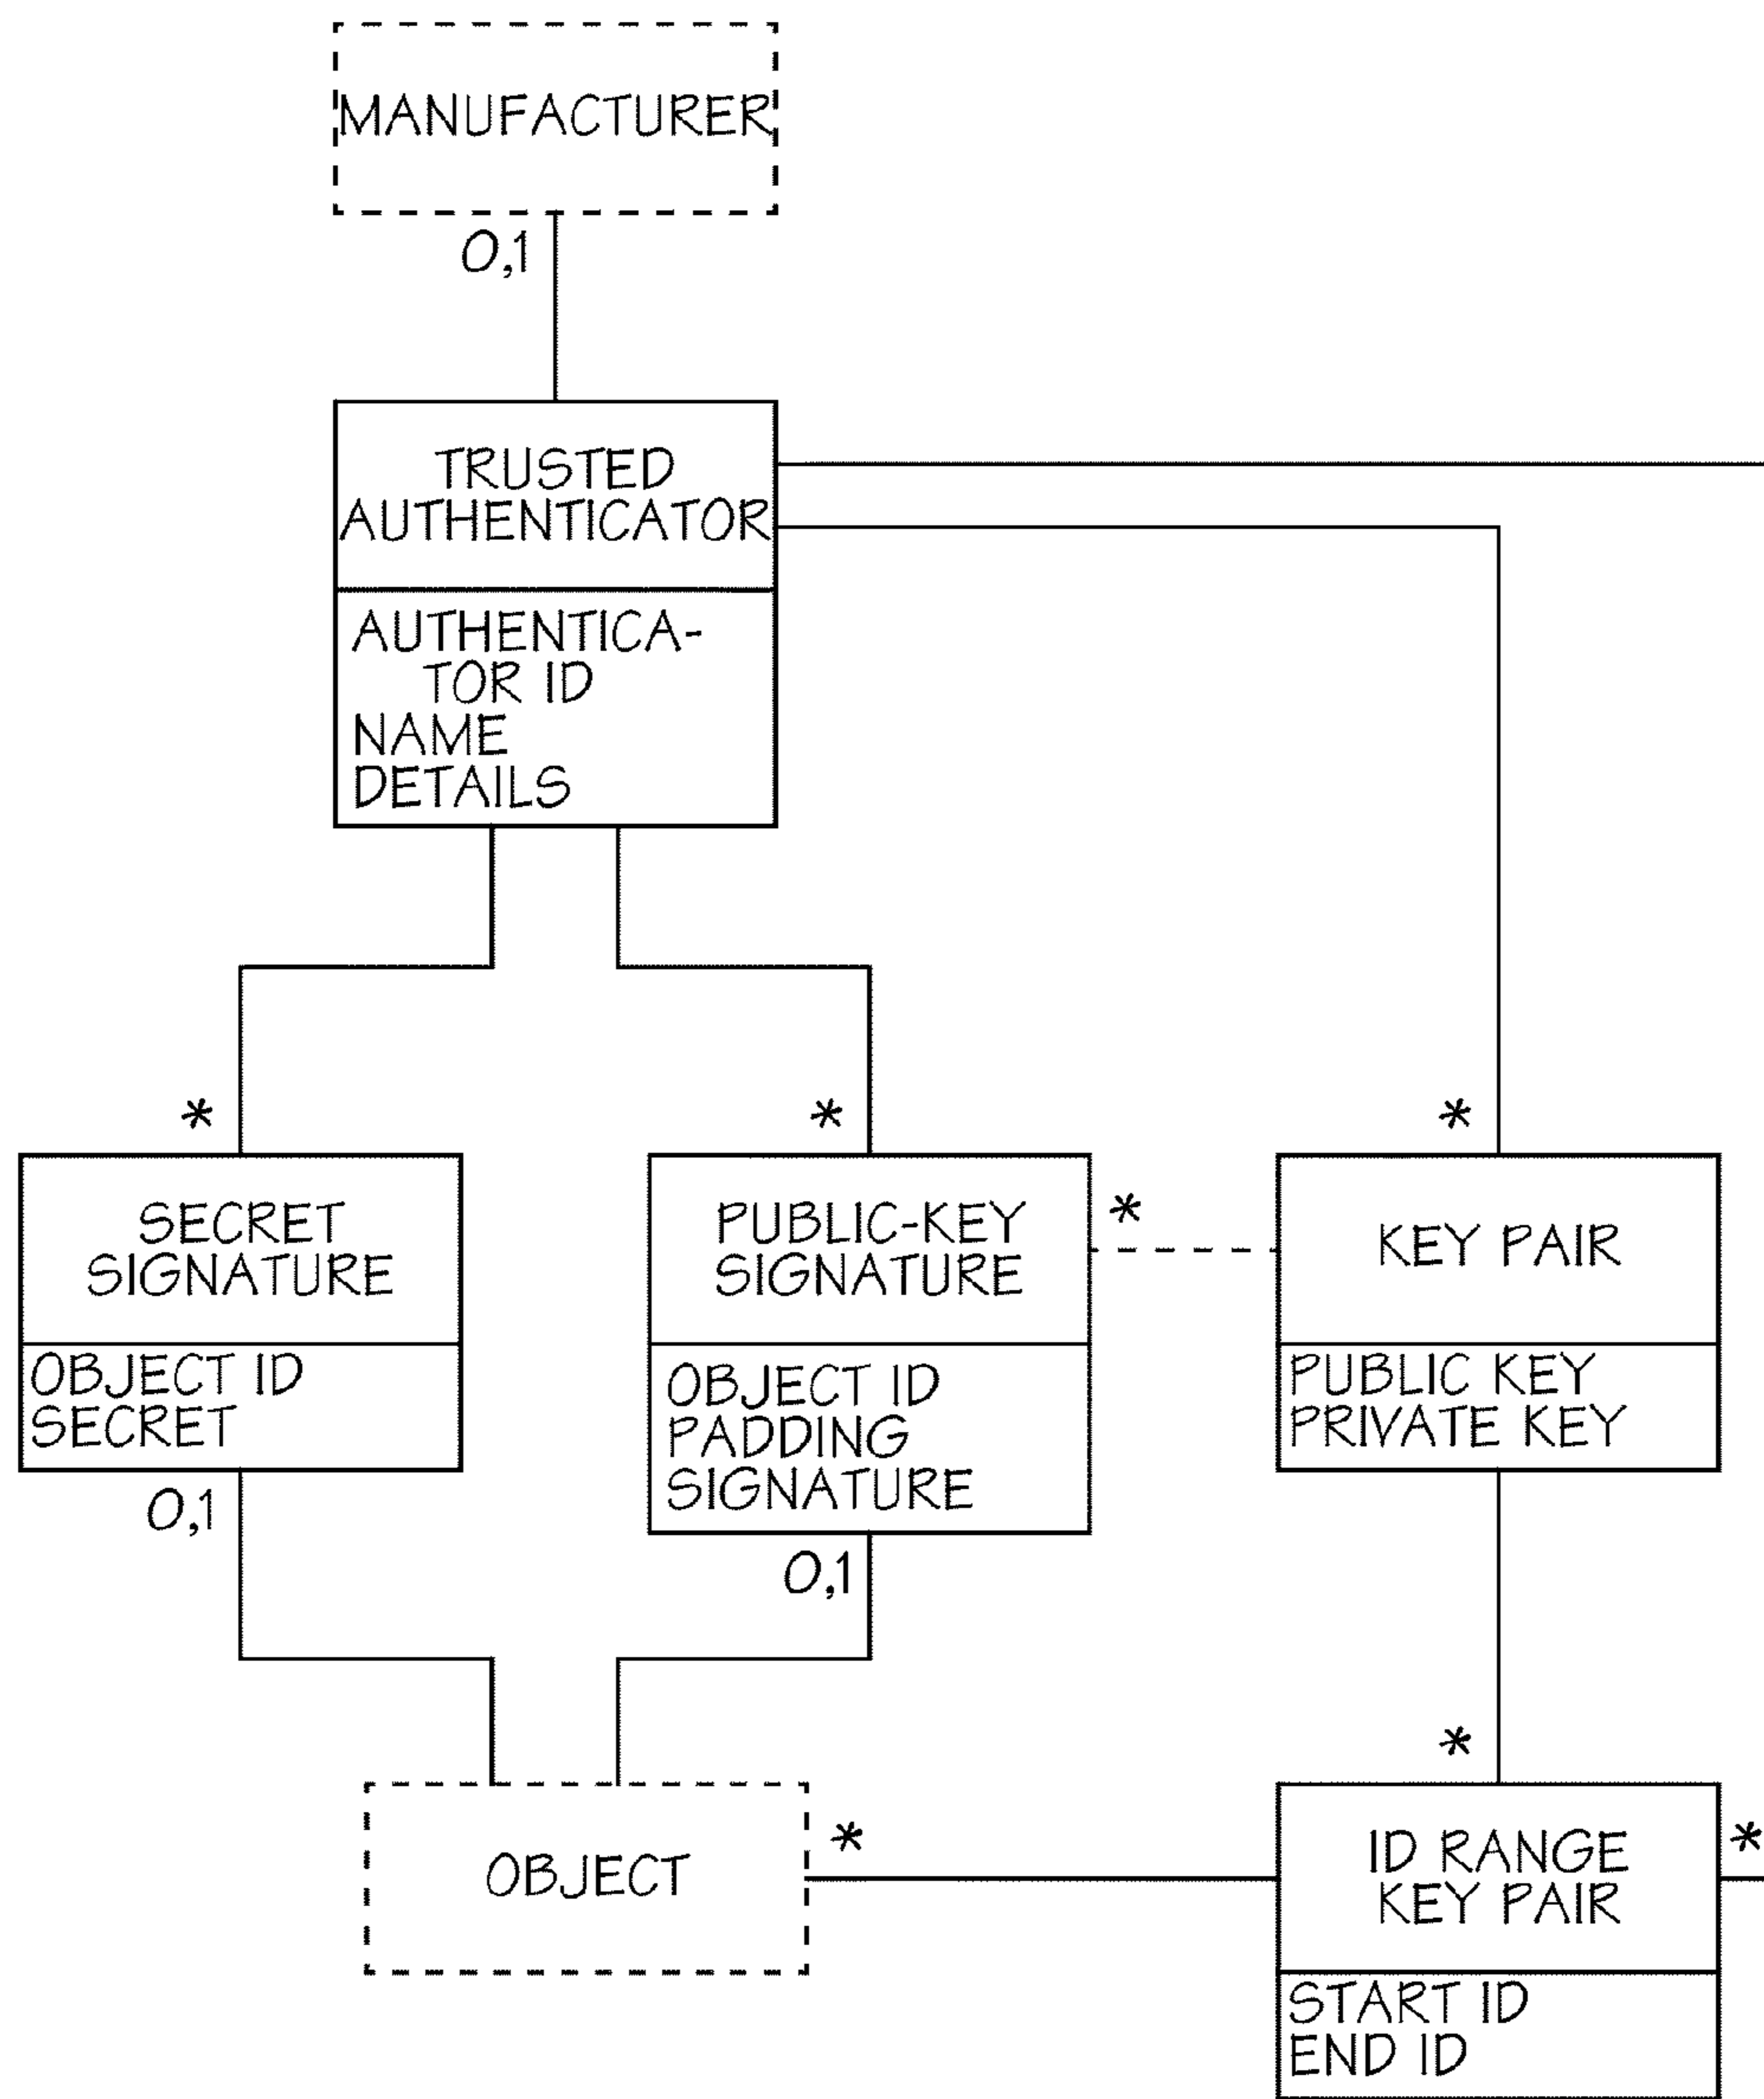 MANUFACTURER
0,1
TRUSTED
AUTHENTICATOR
AUTHENTICA-
TOR ID
NAME
DETAILS
*
*
*
SECRET
SIGNATURE
OBJECT ID
SECRET
0,1
PUBLIC-KEY
SIGNATURE
*
OBJECT ID
PADDING
SIGNATURE
0,1
KEY PAIR
PUBLIC KEY
PRIVATE KEY
*
OBJECT
*
ID RANGE
KEY PAIR
*
START ID
END ID